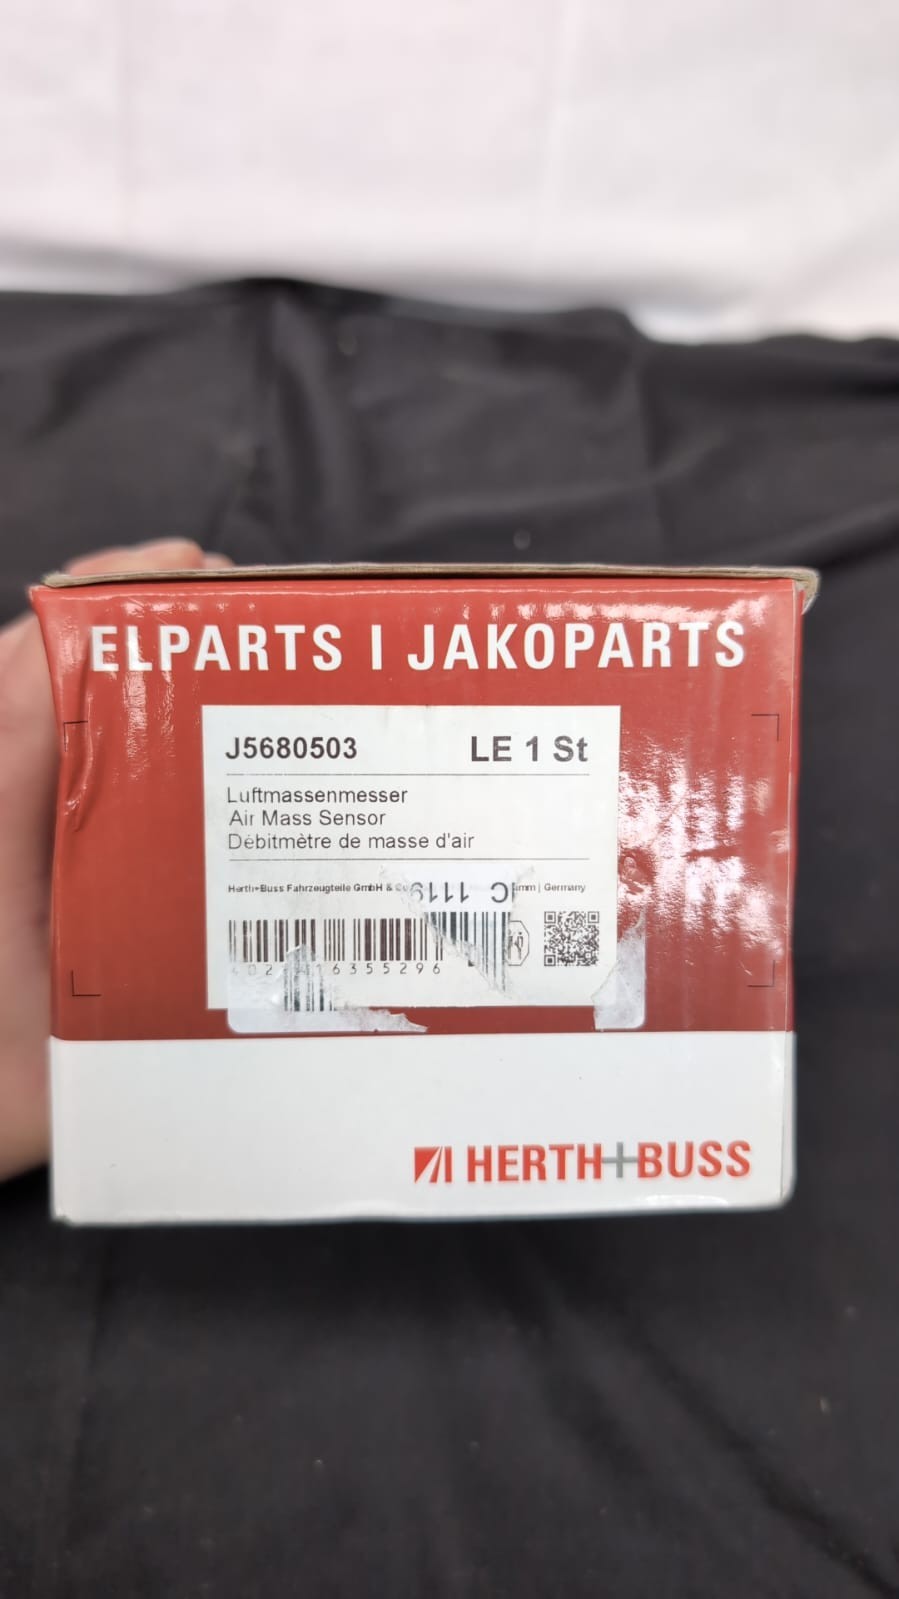 ELPARTS | JAKOPARTS
J5680503 LE 1 St
Luftmassenmesser
Air Mass Sensor
Débitmètre de masse d'air
Herth+Buss Fahrzeugteile GmbH & Germany
6355296
HERTH+BUSS